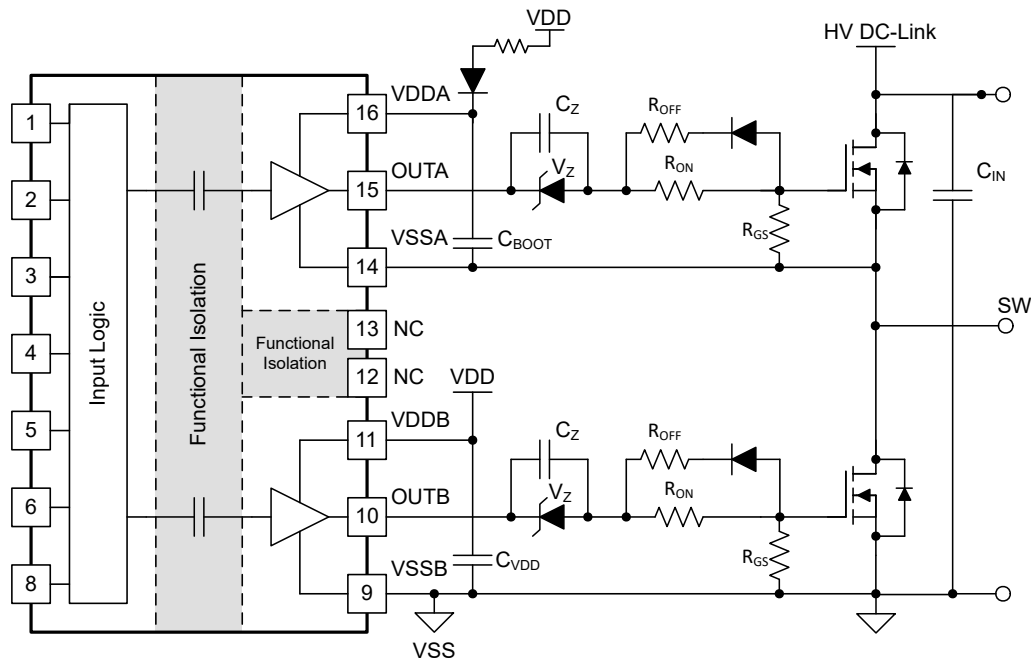 VDD
HV DC-Link
1
2
3
4
5
6
8
Input Logic
Functional Isolation
Functional
Isolation
16
VDDA
15
OUTA
14
VSSA
C_BOOT
C_Z
V_Z
R_OFF
R_ON
R_GS
C_IN
SW
13
NC
12
NC
VDD
11
VDDB
10
OUTB
9
VSSB
C_VDD
C_Z
V_Z
R_OFF
R_ON
R_GS
VSS